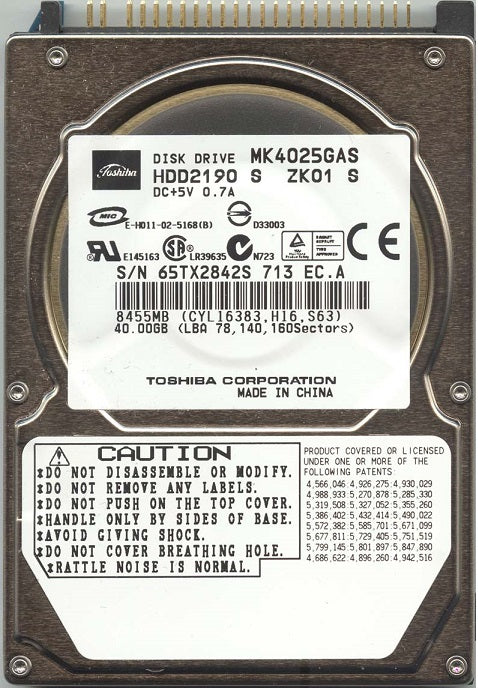 Toshiba
DISK DRIVE MK4025GAS
HDD2190 S ZK01 S
DC+5V 0.7A
MIC
E-H011-02-5168(B) D33003
E145163 LR39635 N723
S/N 65TX2842S 713 EC.A
8455MB (CYL16383,H16,S63)
40.00GB (LBA 78,140,160Sectors)
TOSHIBA CORPORATION
MADE IN CHINA
CAUTION
*DO NOT DISASSEMBLE OR MODIFY.
*DO NOT REMOVE ANY LABELS.
*DO NOT PUSH ON THE TOP COVER.
*HANDLE ONLY BY SIDES OF BASE.
*AVOID GIVING SHOCK.
*DO NOT COVER BREATHING HOLE.
*RATTLE NOISE IS NORMAL.
PRODUCT COVERED OR LICENSED
UNDER ONE OR MORE OF THE
FOLLOWING PATENTS:
4,566,046:4,926,275:4,930,029
4,988,933:5,270,878:5,285,330
5,319,508:5,327,052:5,355,260
5,386,402:5,432,414:5,490,022
5,572,382:5,585,701:5,671,099
5,677,811:5,729,405:5,751,519
5,799,145:5,801,897:5,847,890
4,686,622:4,896,260:4,942,516